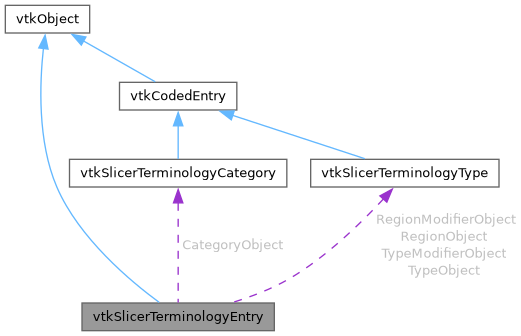 vtkObject
vtkCodedEntry
vtkSlicerTerminologyCategory
vtkSlicerTerminologyType
CategoryObject
RegionModifierObject
RegionObject
TypeModifierObject
TypeObject
vtkSlicerTerminologyEntry